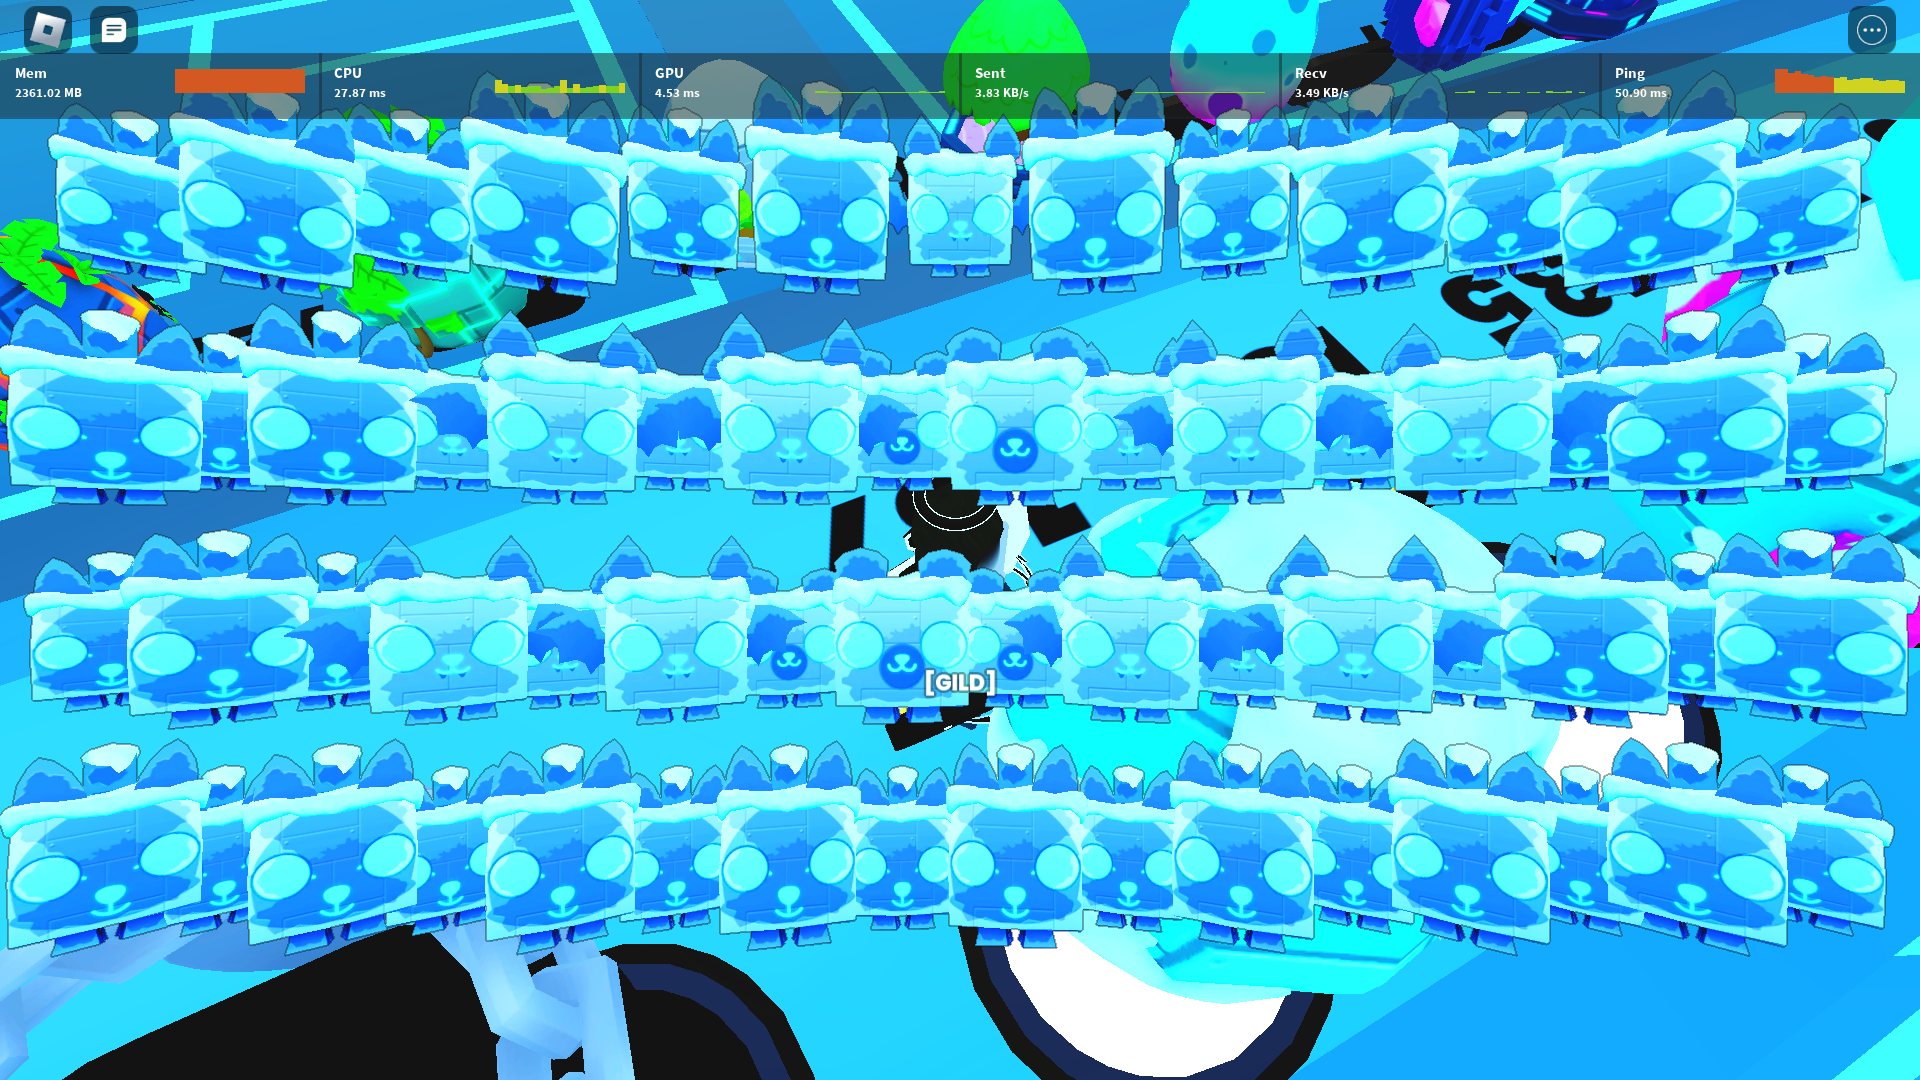 Mem
2361.02 MB
CPU
27.87 ms
GPU
4.53 ms
Sent
3.83 KB/s
Recv
3.49 KB/s
Ping
50.90 ms
[GILD]